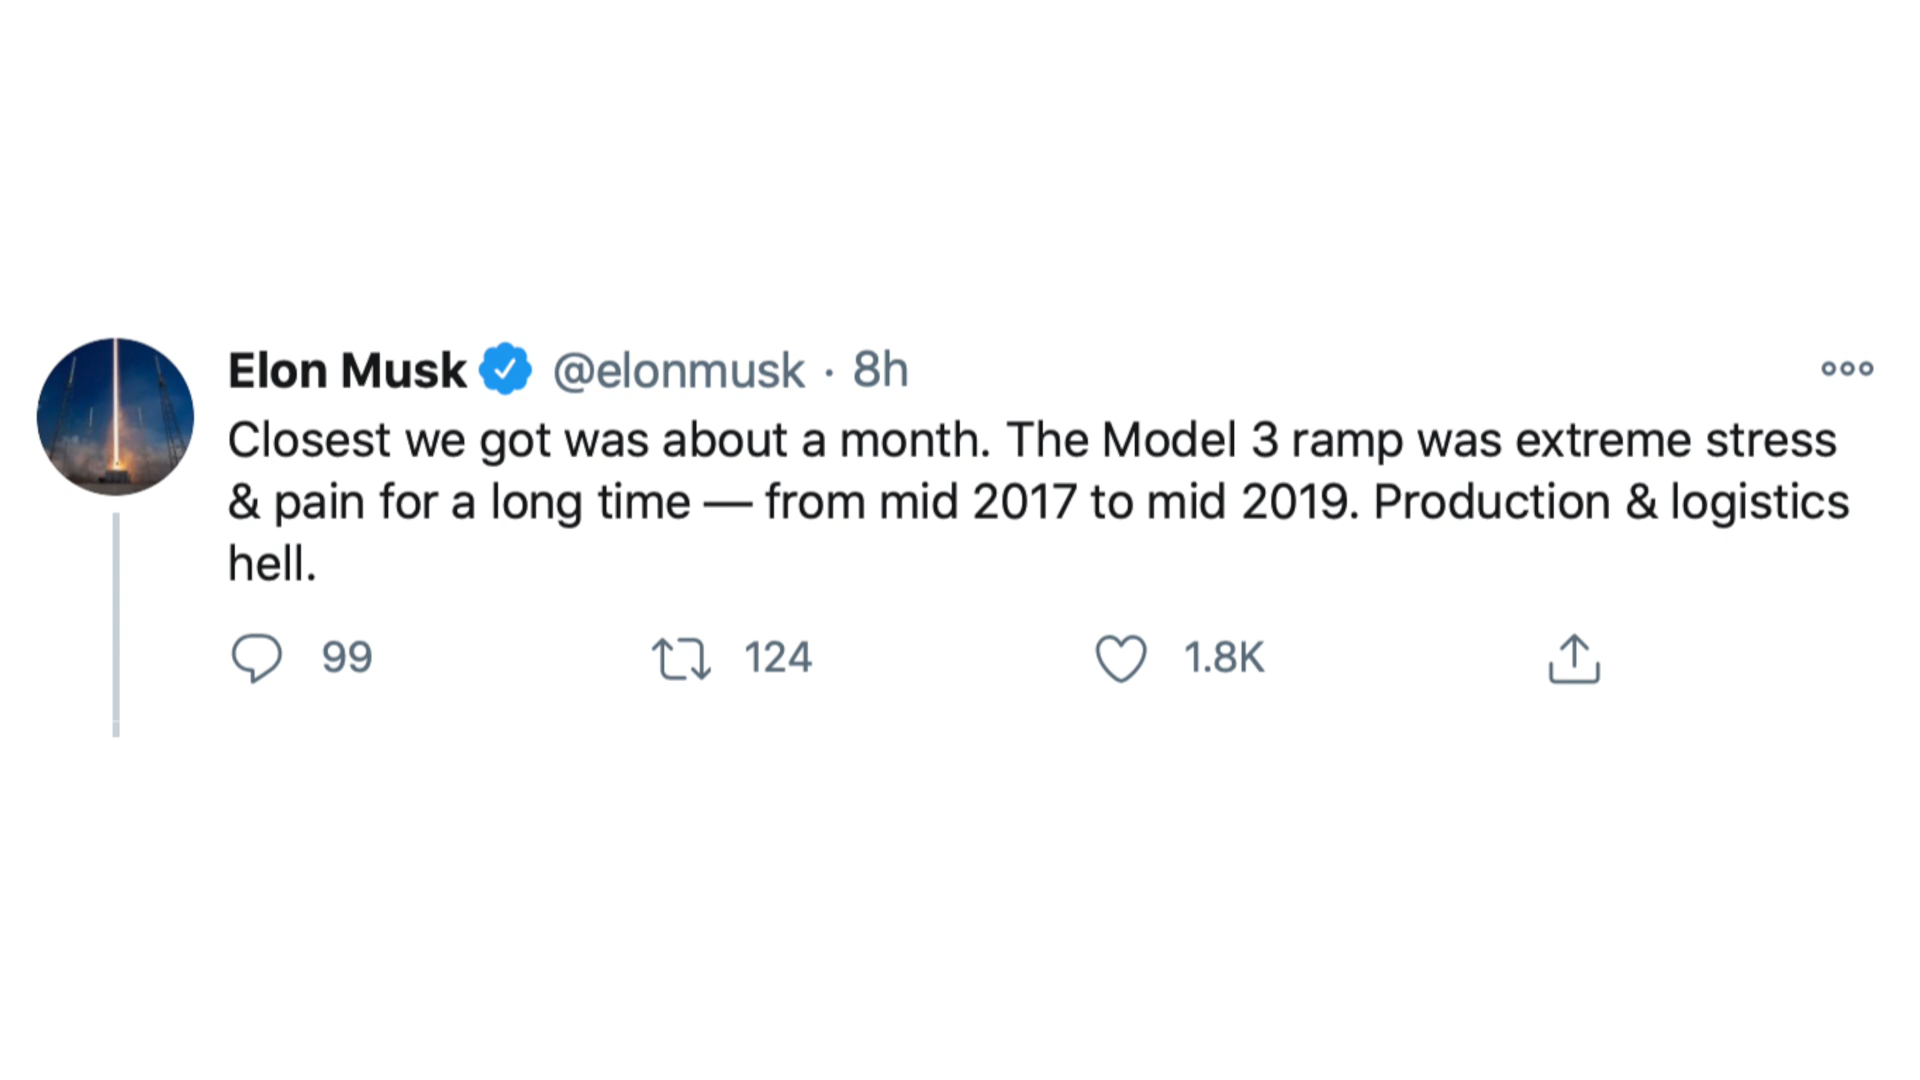 Elon Musk @elonmusk · 8h
Closest we got was about a month. The Model 3 ramp was extreme stress
& pain for a long time — from mid 2017 to mid 2019. Production & logistics
hell.
99 124 1.8K